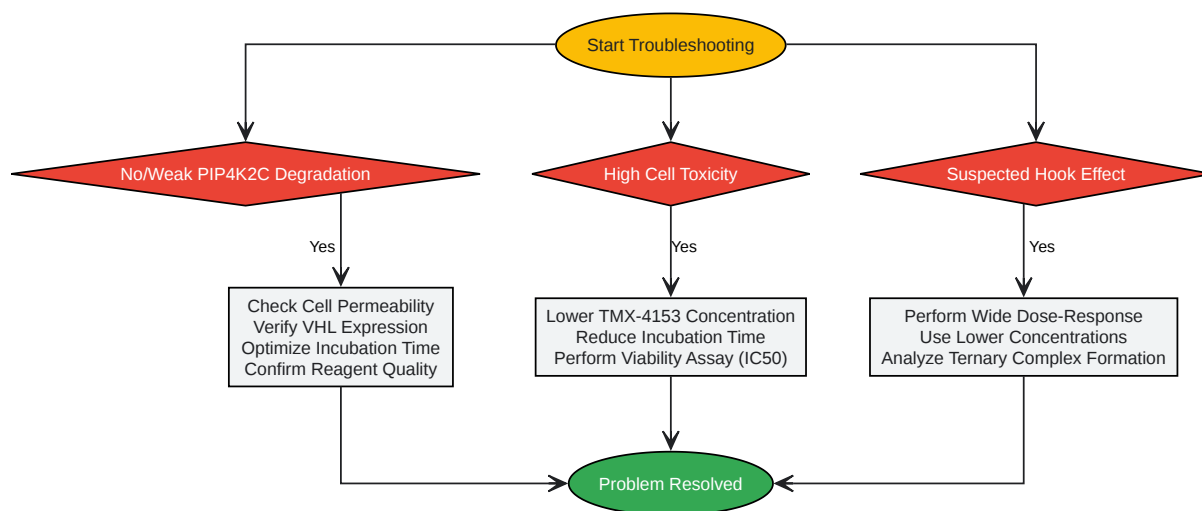 Start Troubleshooting
No/Weak PIP4K2C Degradation
High Cell Toxicity
Suspected Hook Effect
Yes
Yes
Yes
Check Cell Permeability
Verify VHL Expression
Optimize Incubation Time
Confirm Reagent Quality
Lower TMX-4153 Concentration
Reduce Incubation Time
Perform Viability Assay (IC50)
Perform Wide Dose-Response
Use Lower Concentrations
Analyze Ternary Complex Formation
Problem Resolved